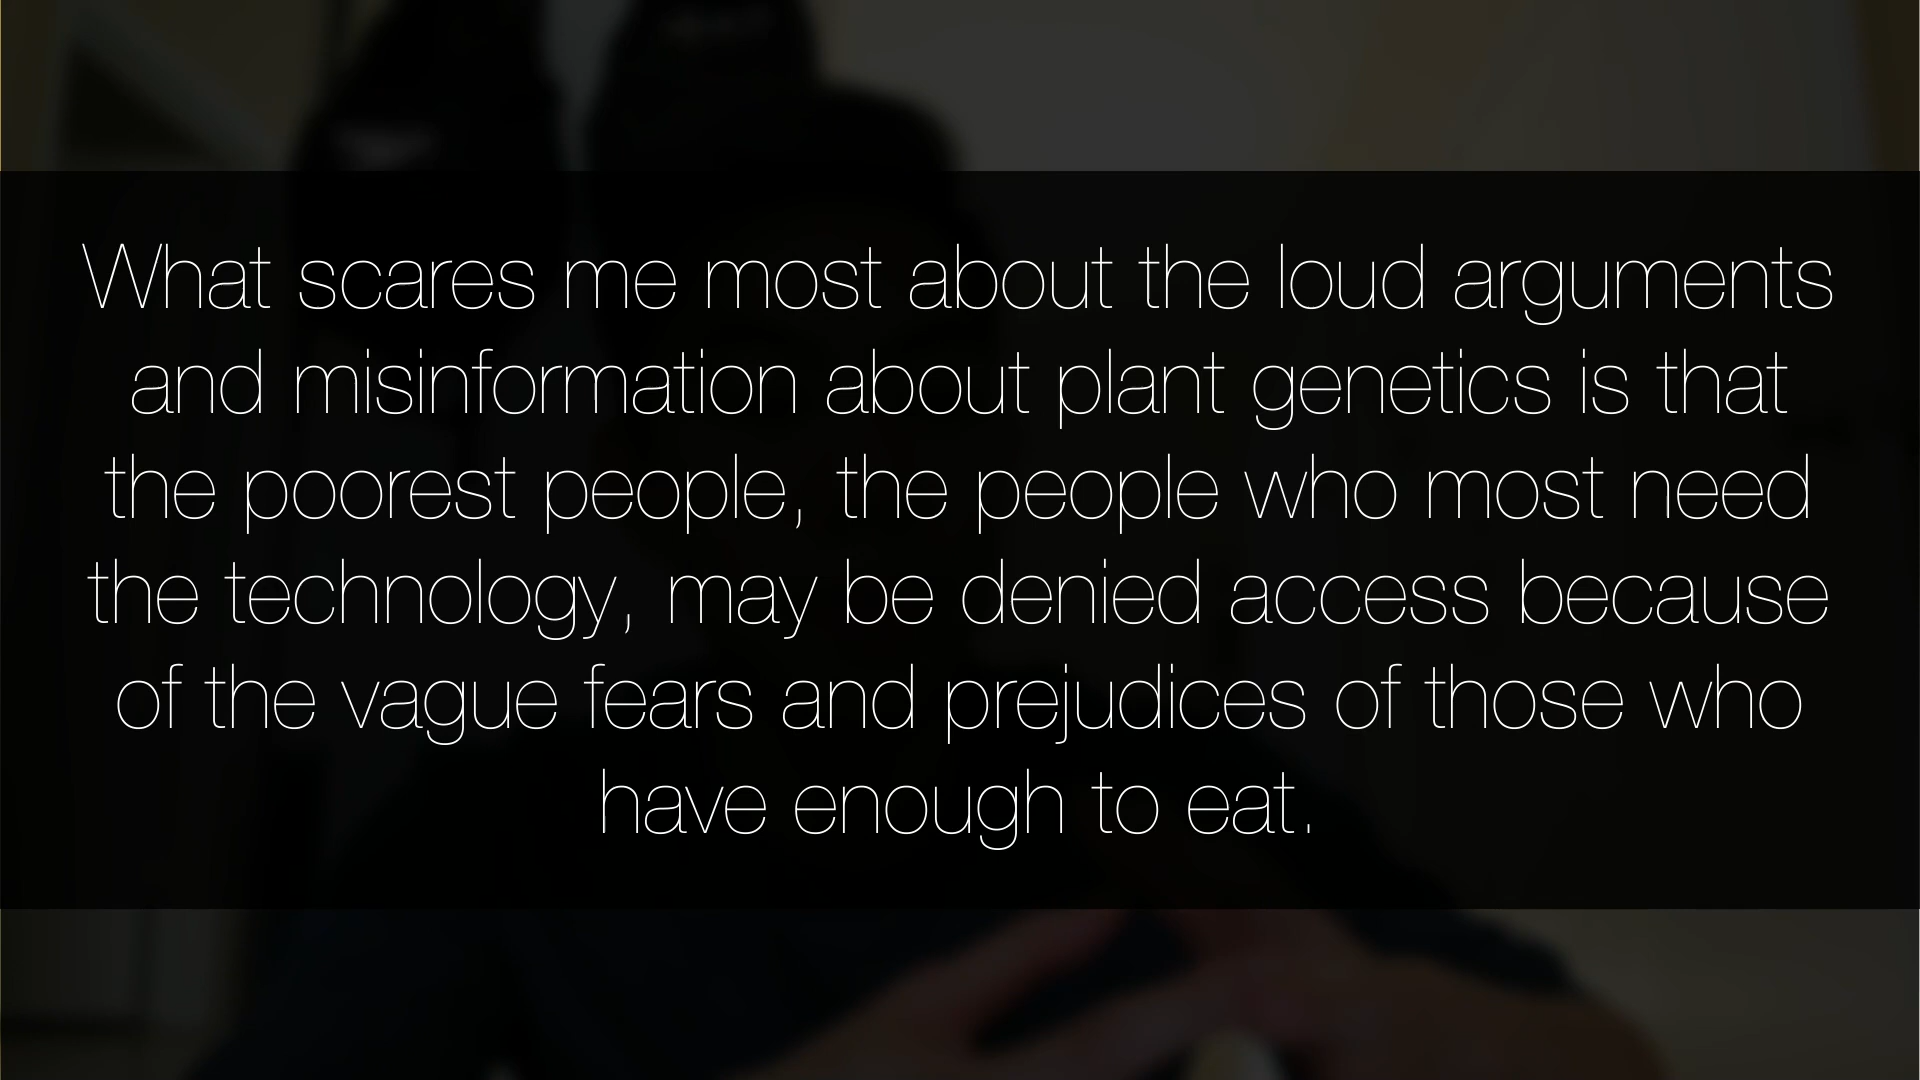 What scares me most about the loud arguments
and misinformation about plant genetics is that
the poorest people, the people who most need
the technology, may be denied access because
of the vague fears and prejudices of those who
have enough to eat.